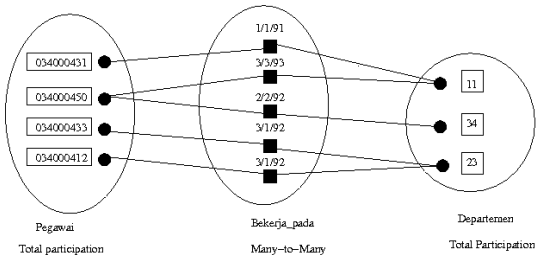 1/1/91
034000431
3/3/93
11
034000450
2/2/92
34
034000433
3/1/92
034000412
3/1/92
23
Pegawai
Bekerja_pada
Departemen
Total participation
Many-to-Many
Total Participation